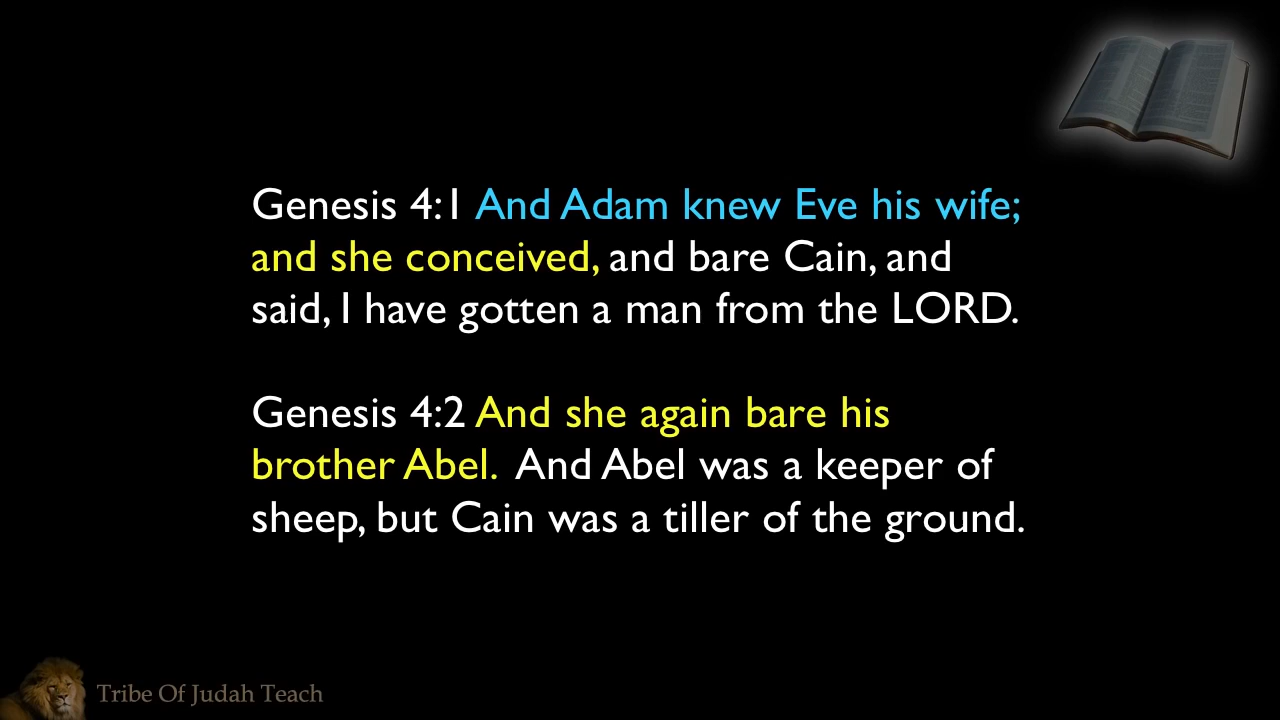 Genesis 4:1 And Adam knew Eve his wife;
and she conceived, and bare Cain, and
said, I have gotten a man from the LORD.
Genesis 4:2 And she again bare his
brother Abel.  And Abel was a keeper of
sheep, but Cain was a tiller of the ground.
Tribe Of Judah Teach